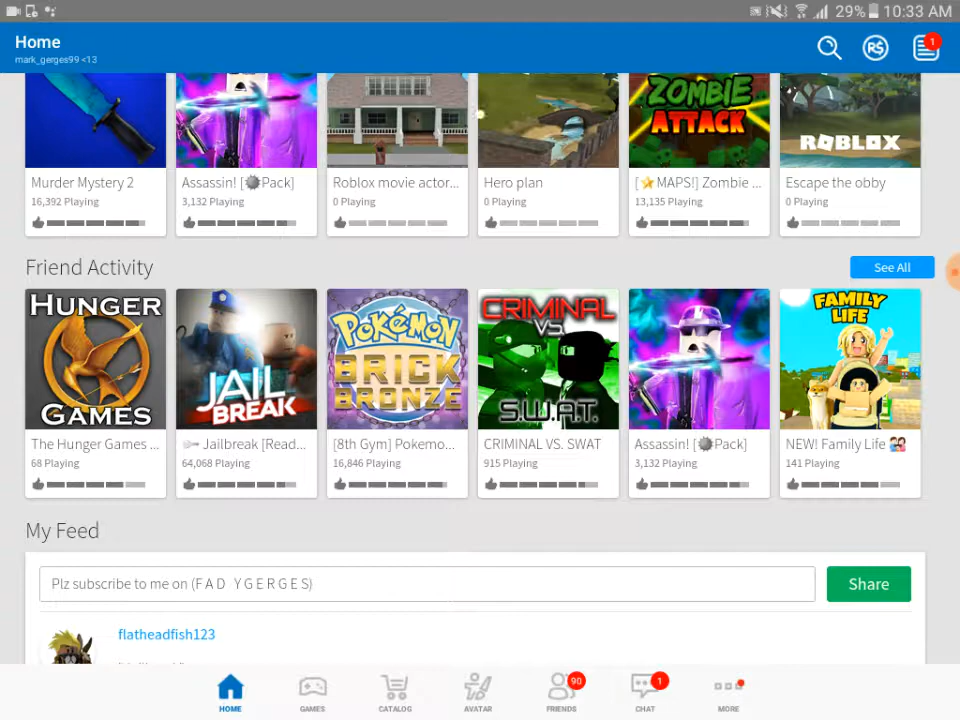 29% 10:33 AM
Home
mark_gerges99 <13
R$
1
ZOMBIE
ATTACK
ROBLOX
Murder Mystery 2
Assassin! [Pack]
Roblox movie actor...
Hero plan
[⭐MAPS!] Zombie ...
Escape the obby
16,392 Playing
3,132 Playing
0 Playing
0 Playing
13,135 Playing
0 Playing
Friend Activity
See All
HUNGER
GAMES
JAIL
BREAK
POKéMON
BRICK
BRONZE
CRIMINAL
VS.
S.W.A.T.
FAMILY
LIFE
The Hunger Games ...
Jailbreak [Read...
[8th Gym] Pokemo...
CRIMINAL VS. SWAT
Assassin! [Pack]
NEW! Family Life
68 Playing
64,068 Playing
16,846 Playing
915 Playing
3,132 Playing
141 Playing
My Feed
Plz subscribe to me on (F A D Y G E R G E S)
Share
flatheadfish123
90
1
HOME
GAMES
CATALOG
AVATAR
FRIENDS
CHAT
MORE